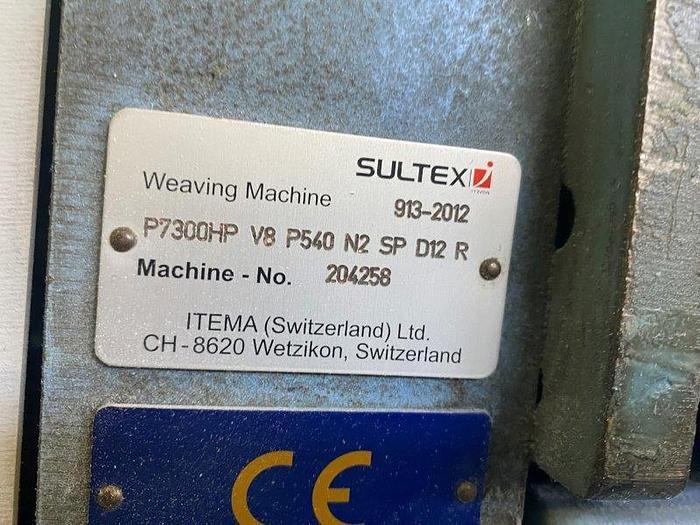 SULTEX
ITEMA
Weaving Machine 913-2012
P7300HP V8 P540 N2 SP D12 R
Machine - No. 204258
ITEMA (Switzerland) Ltd.
CH-8620 Wetzikon, Switzerland
CE